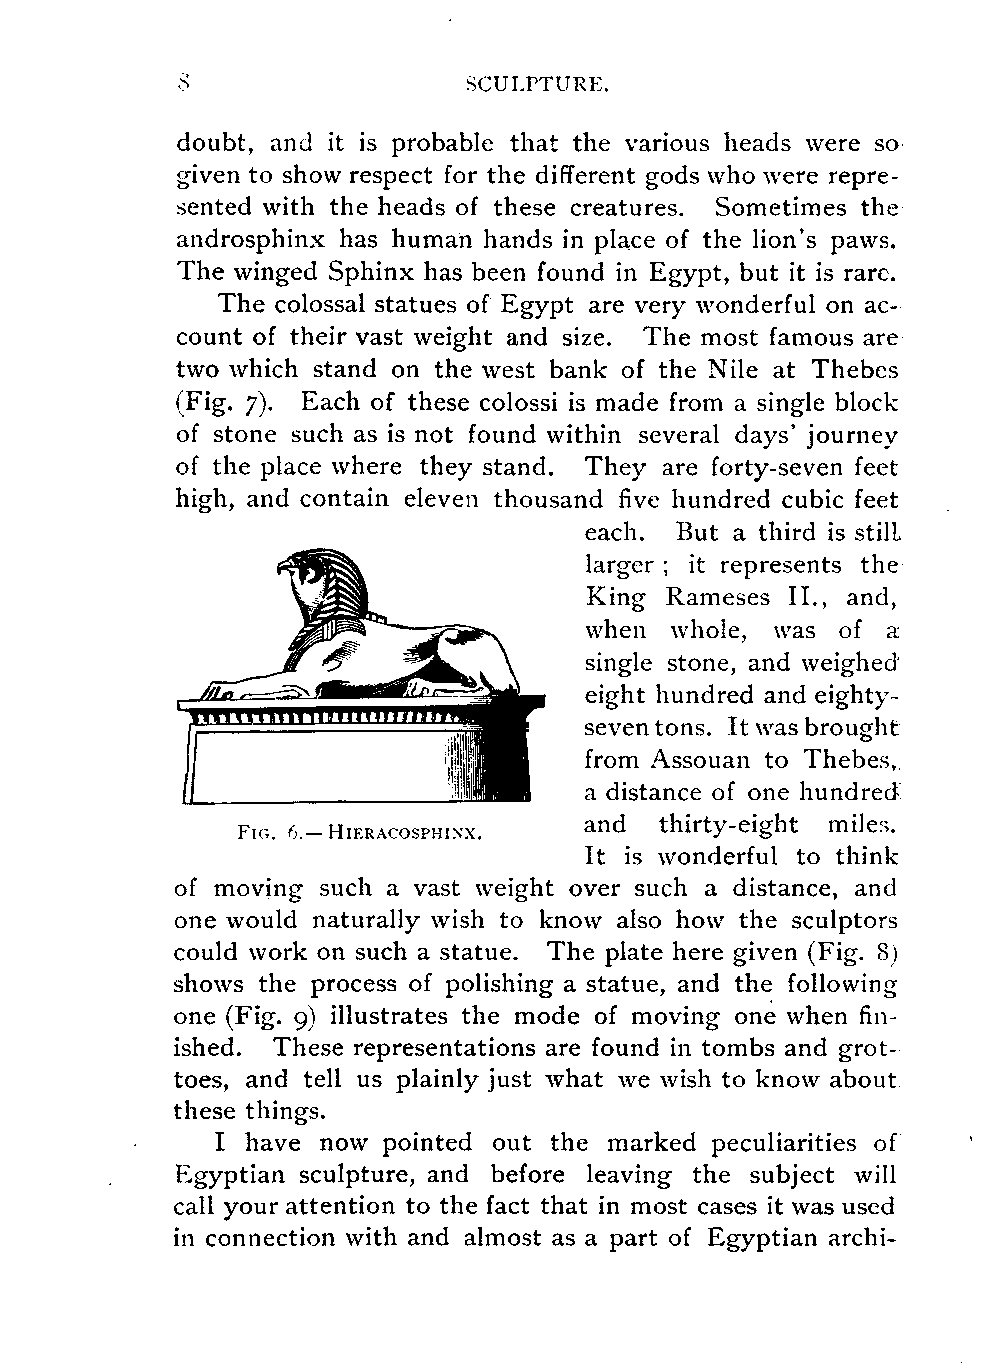 8 SCULPTURE.
doubt, and it is probable that the various heads were so
given to show respect for the different gods who were repre-
sented with the heads of these creatures. Sometimes the
androsphinx has human hands in place of the lion's paws.
The winged Sphinx has been found in Egypt, but it is rare.
The colossal statues of Egypt are very wonderful on ac-
count of their vast weight and size. The most famous are
two which stand on the west bank of the Nile at Thebes
(Fig. 7). Each of these colossi is made from a single block
of stone such as is not found within several days' journey
of the place where they stand. They are forty-seven feet
high, and contain eleven thousand five hundred cubic feet
each. But a third is still
larger ; it represents the
King Rameses II., and,
when whole, was of a
single stone, and weighed
eight hundred and eighty-
seven tons. It was brought
from Assouan to Thebes,
a distance of one hundred
and thirty-eight miles.
It is wonderful to think
FIG. 6.—HIERACOSPHINX.
of moving such a vast weight over such a distance, and
one would naturally wish to know also how the sculptors
could work on such a statue. The plate here given (Fig. 8)
shows the process of polishing a statue, and the following
one (Fig. 9) illustrates the mode of moving one when fin-
ished. These representations are found in tombs and grot-
toes, and tell us plainly just what we wish to know about
these things.
I have now pointed out the marked peculiarities of
Egyptian sculpture, and before leaving the subject will
call your attention to the fact that in most cases it was used
in connection with and almost as a part of Egyptian archi-